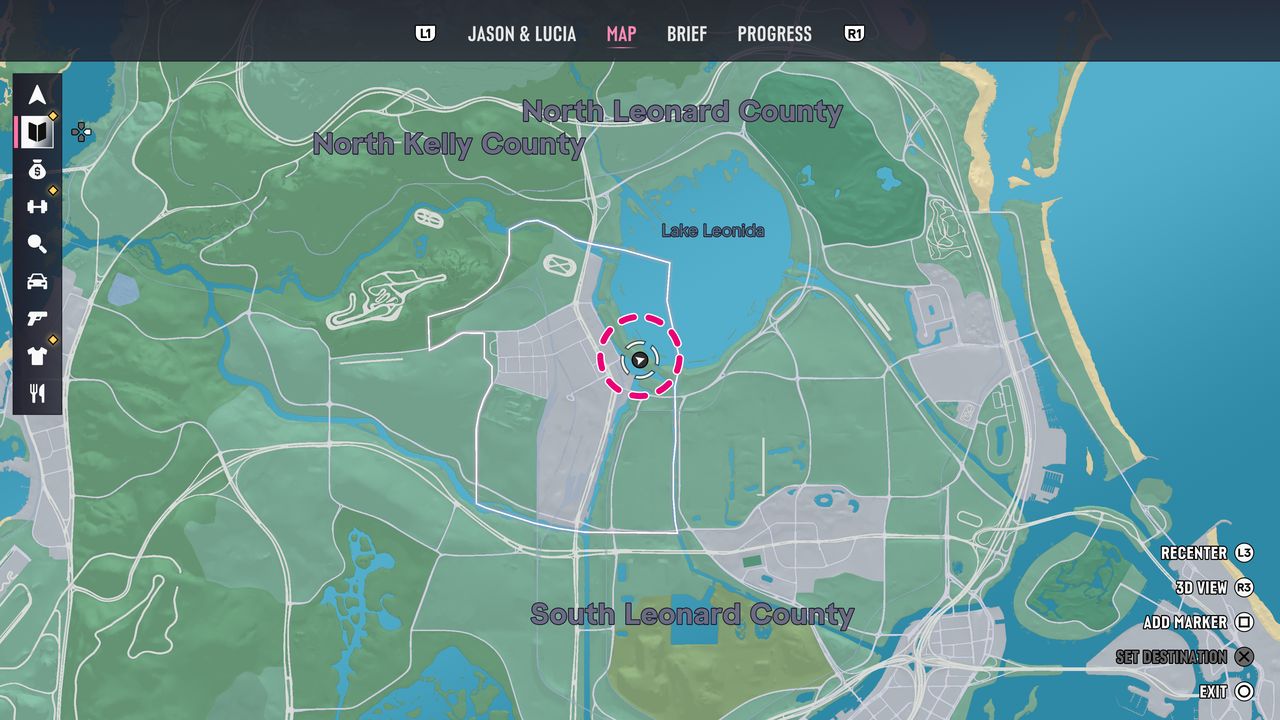 L1 JASON & LUCIA MAP BRIEF PROGRESS R1
North Leonard County
North Kelly County
Lake Leonida
South Leonard County
RECENTER L3
3D VIEW R3
ADD MARKER
SET DESTINATION
EXIT